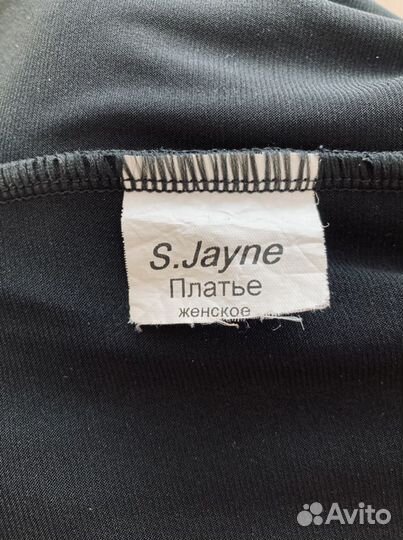 S.Jayne
Платье
женское
Avito